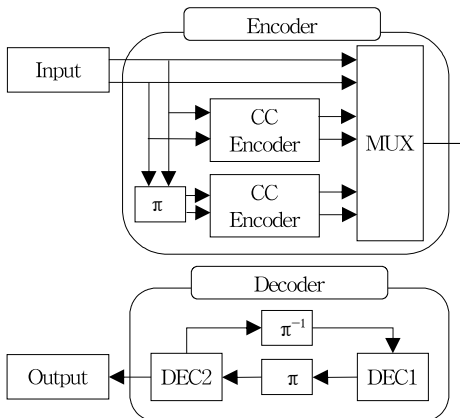 Encoder
Input
CC
Encoder
MUX
π
CC
Encoder
Decoder
π⁻¹
Output
DEC2
π
DEC1